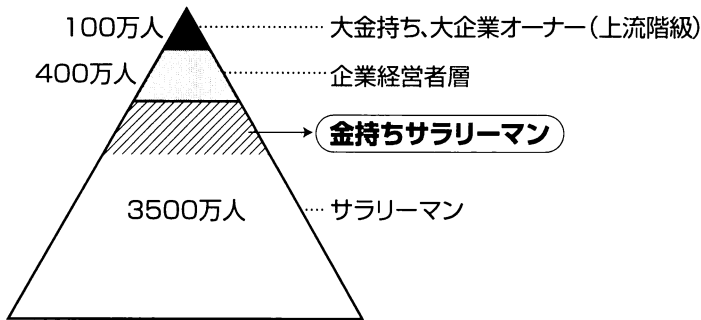 100万人 大金持ち、大企業オーナー(上流階級)
400万人 企業経営者層
金持ちサラリーマン
3500万人 サラリーマン